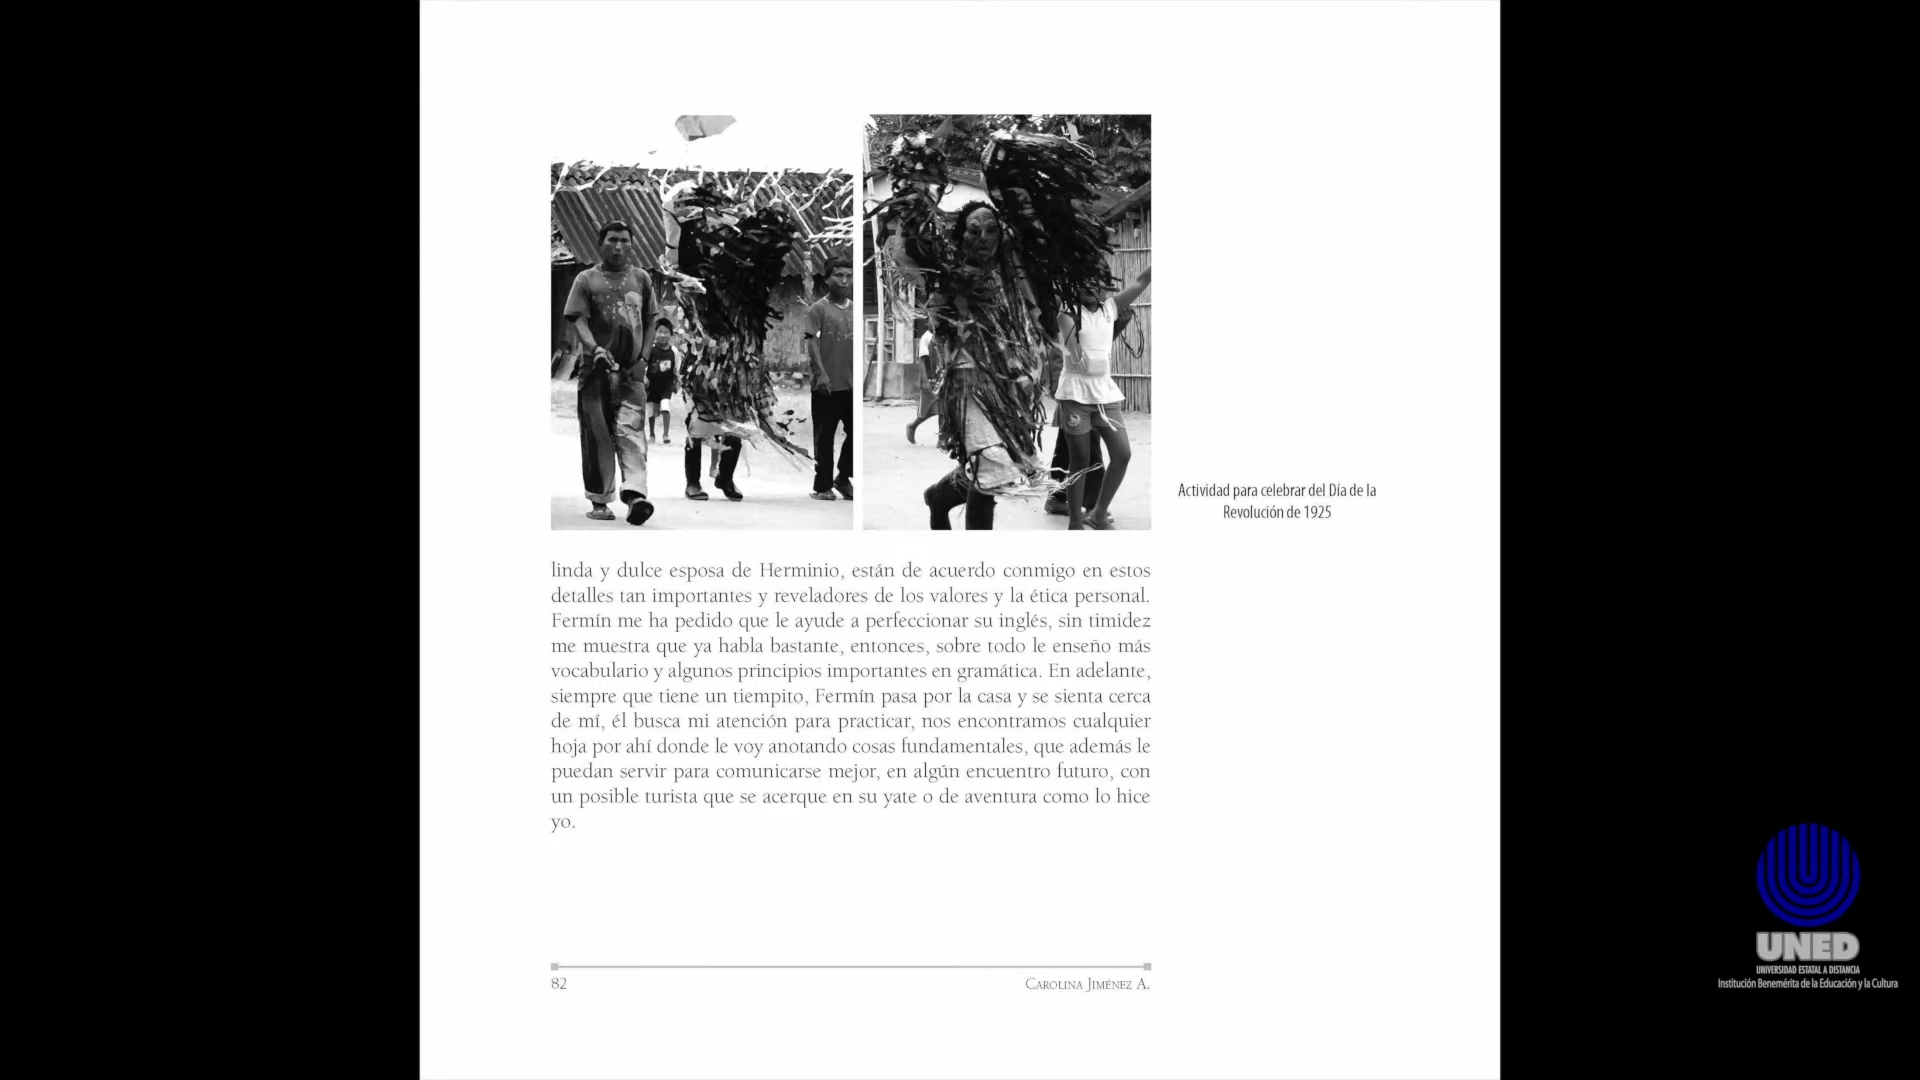 Actividad para celebrar del Día de la
Revolución de 1925
linda y dulce esposa de Herminio, están de acuerdo conmigo en estos
detalles tan importantes y reveladores de los valores y la ética personal.
Fermín me ha pedido que le ayude a perfeccionar su inglés, sin timidez
me muestra que ya habla bastante, entonces, sobre todo le enseño más
vocabulario y algunos principios importantes en gramática. En adelante,
siempre que tiene un tiempito, Fermín pasa por la casa y se sienta cerca
de mí, él busca mi atención para practicar, nos encontramos cualquier
hoja por ahí donde le voy anotando cosas fundamentales, que además le
puedan servir para comunicarse mejor, en algún encuentro futuro, con
un posible turista que se acerque en su yate o de aventura como lo hice
yo.
82
Carolina Jiménez A.
UNED
UNIVERSIDAD ESTATAL A DISTANCIA
Institución Benemérita de la Educación y la Cultura